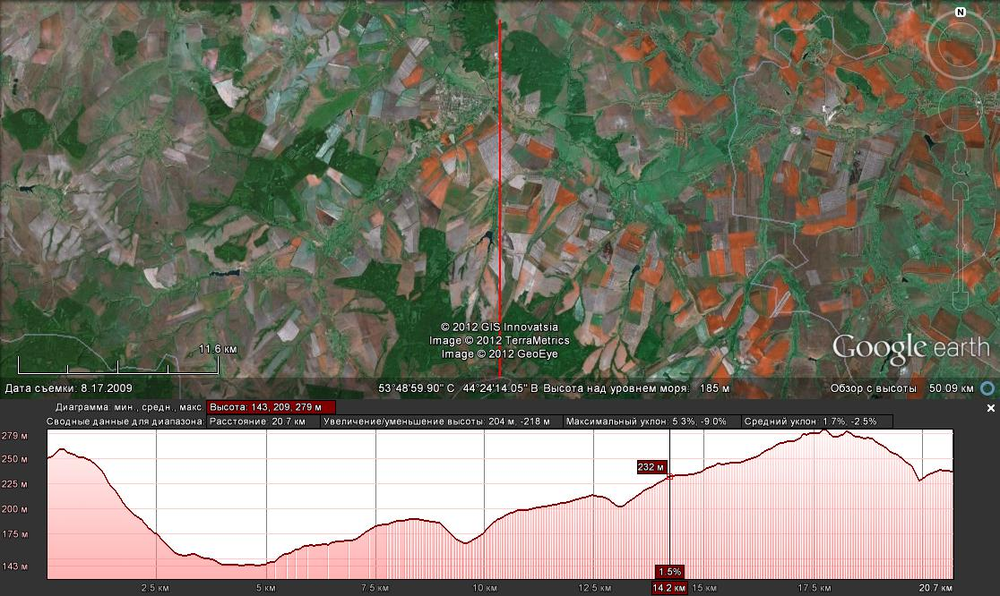 N
11.6 км
© 2012 GIS Innovatsia
Image © 2012 TerraMetrics
Image © 2012 GeoEye
Google earth
Дата съемки: 8.17.2009 53°48'59.90" С 44°24'14.05" В Высота над уровнем моря: 185 м Обзор с высоты 50.09 км
Диаграмма: мин., средн., макс. Высота: 143, 209, 279 м
Сводные данные для диапазона: Расстояние: 20.7 км Увеличение/уменьшение высоты: 204 м, -218 м Максимальный уклон: 5.3%, -9.0% Средний уклон: 1.7%, -2.5%
279 м
250 м
232 м
225 м
200 м
175 м
143 м
1.5%
2.5 км 5 км 7.5 км 10 км 12.5 км 14.2 км 15 км 17.5 км 20.7 км